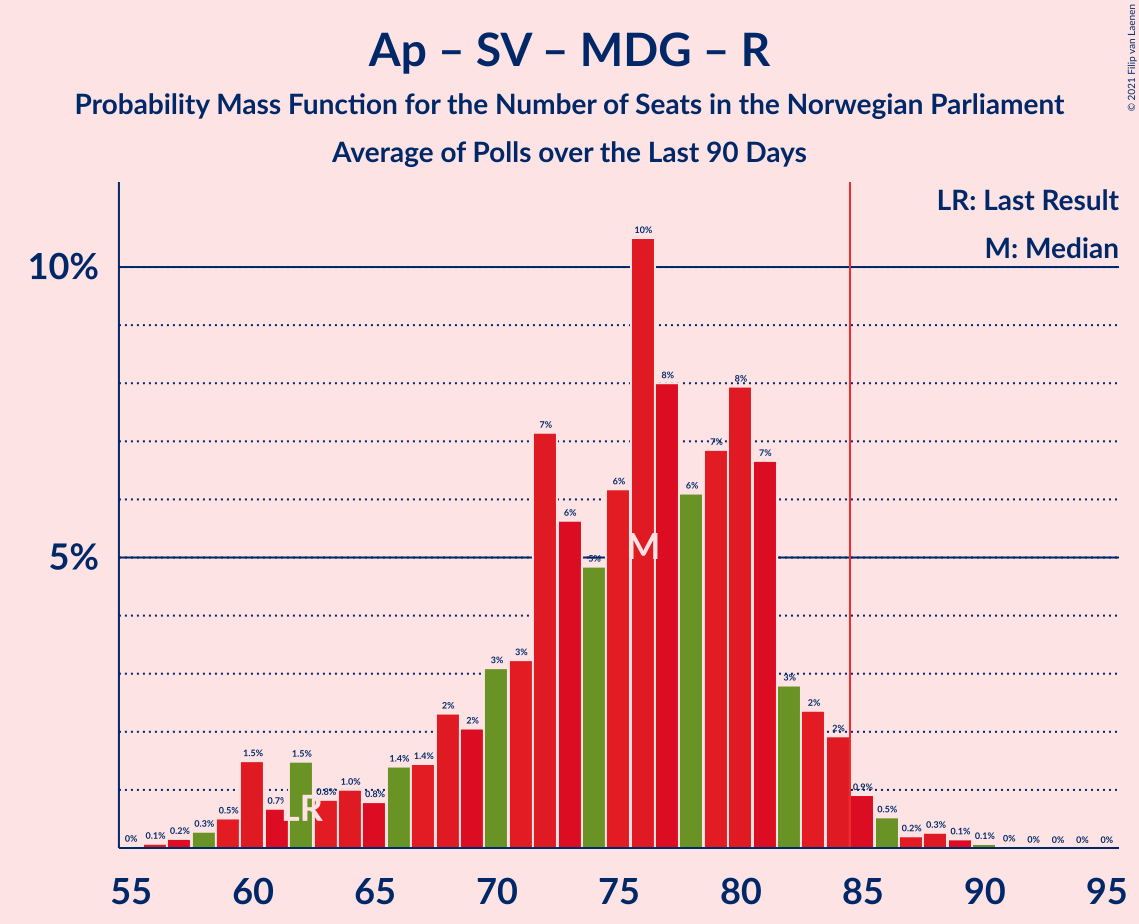 Ap – SV – MDG – R
Probability Mass Function for the Number of Seats in the Norwegian Parliament
Average of Polls over the Last 90 Days
© 2021 Filip van Laenen
LR: Last Result
M: Median
10%
5%
0% 0.1% 0.2% 0.3% 0.5% 1.5% 0.7% 1.5% 0.8% 1.0% 0.8% 1.4% 1.4% 2% 2% 3% 3% 7% 6% 5% 6% 10% 8% 6% 7% 8% 7% 3% 2% 2% 0.9% 0.5% 0.2% 0.3% 0.1% 0.1% 0% 0% 0% 0% 0%
M
LR
55 60 65 70 75 80 85 90 95